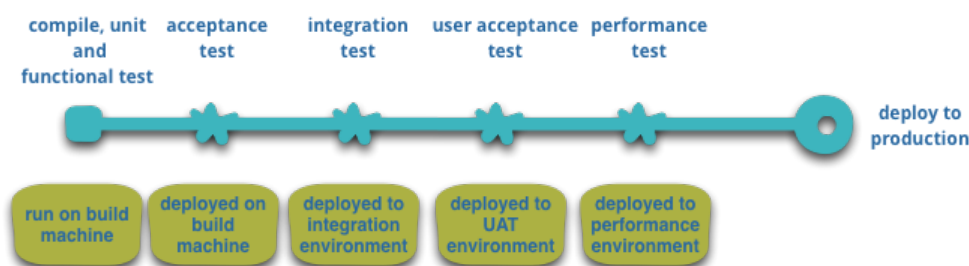 compile, unit
and
functional test
acceptance
test
integration
test
user acceptance
test
performance
test
deploy to
production
run on build
machine
deployed on
build
machine
deployed to
integration
environment
deployed to
UAT
environment
deployed to
performance
environment